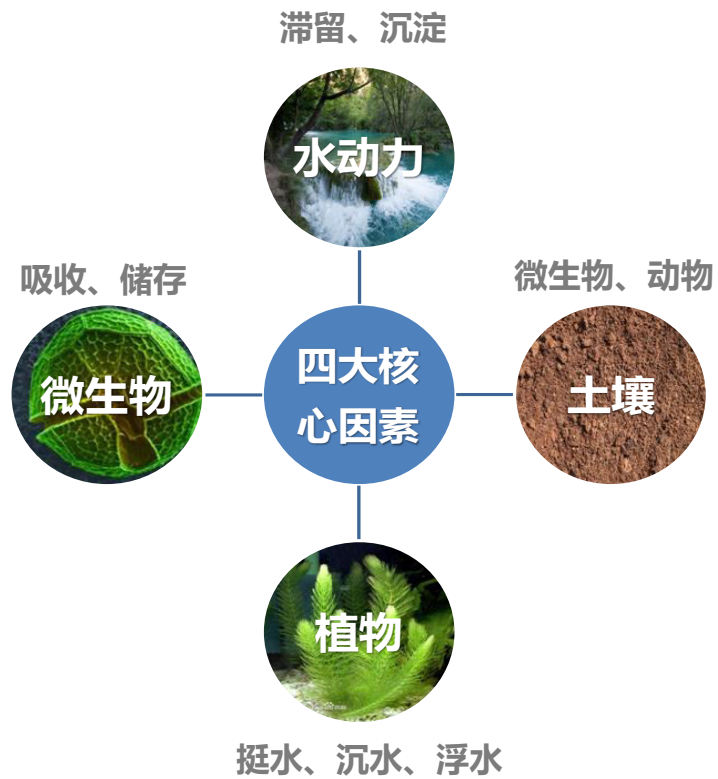 滞留、沉淀
水动力
吸收、储存
微生物、动物
微生物
四大核
心因素
土壤
植物
挺水、沉水、浮水